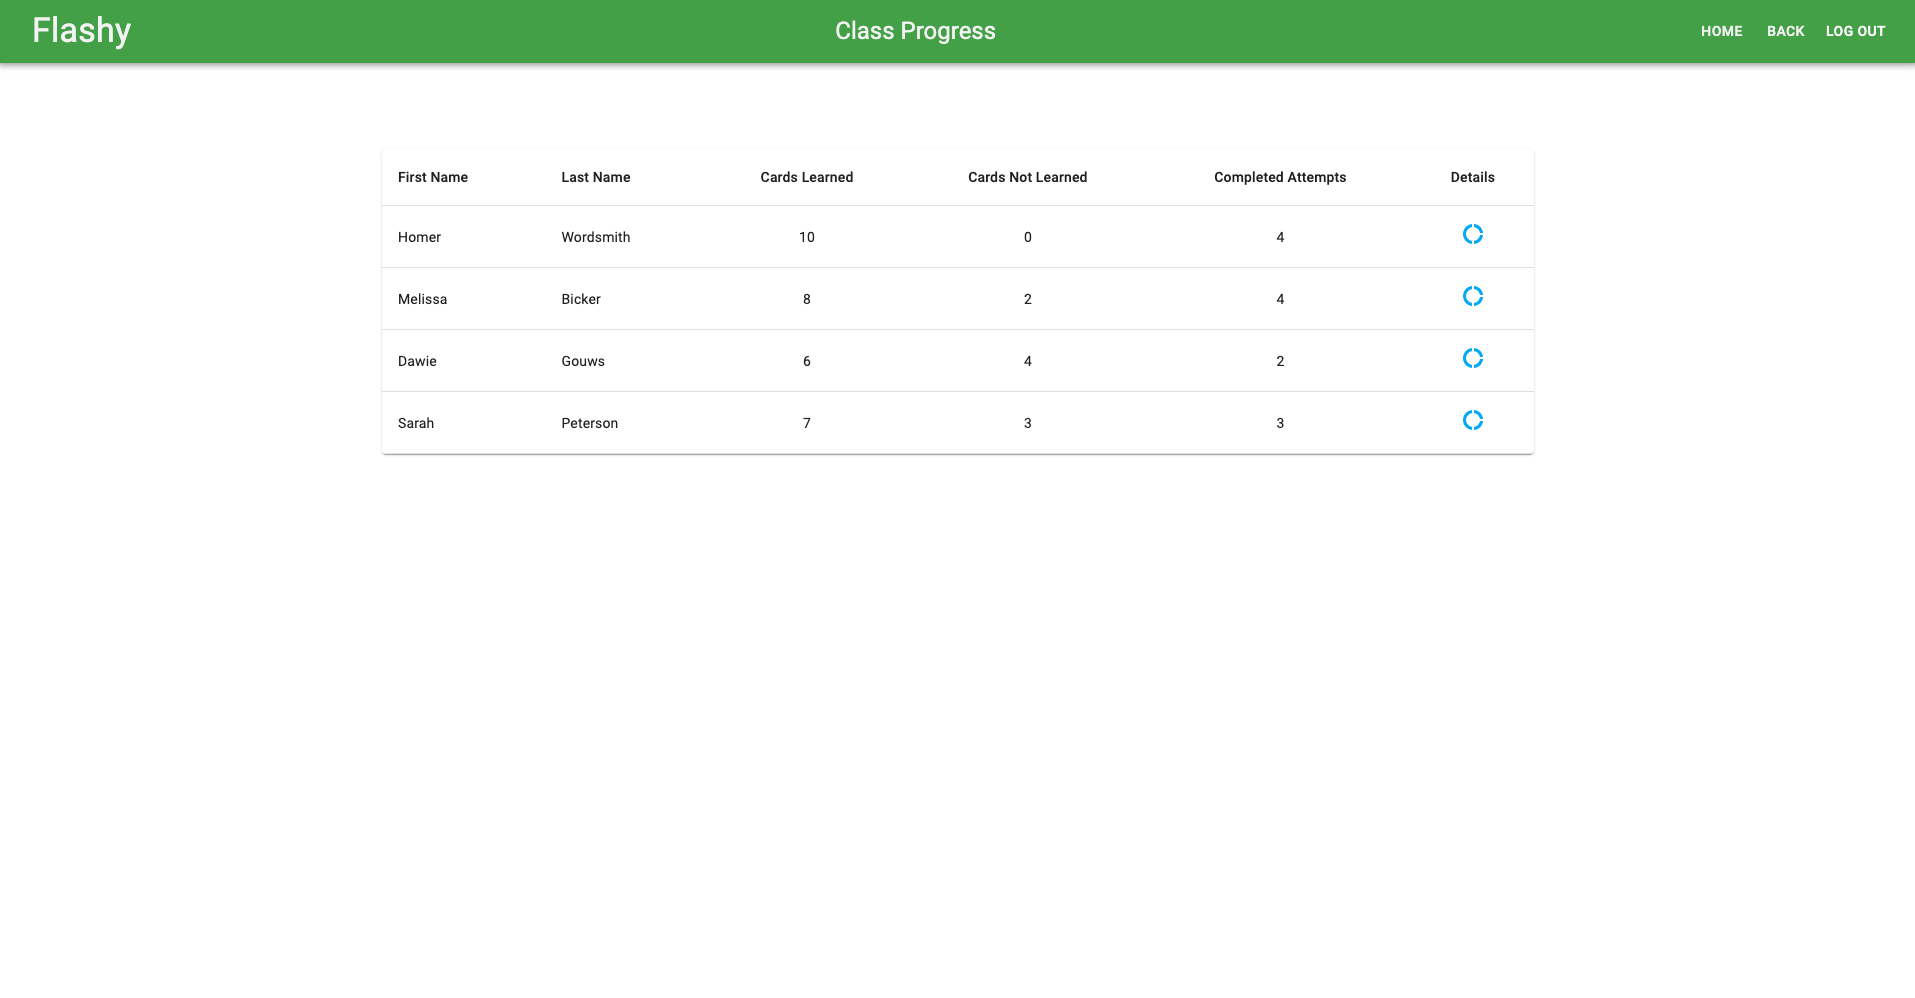 Flashy Class Progress HOME BACK LOG OUT
First Name Last Name Cards Learned Cards Not Learned Completed Attempts Details
Homer Wordsmith 10 0 4
Melissa Bicker 8 2 4
Dawie Gouws 6 4 2
Sarah Peterson 7 3 3